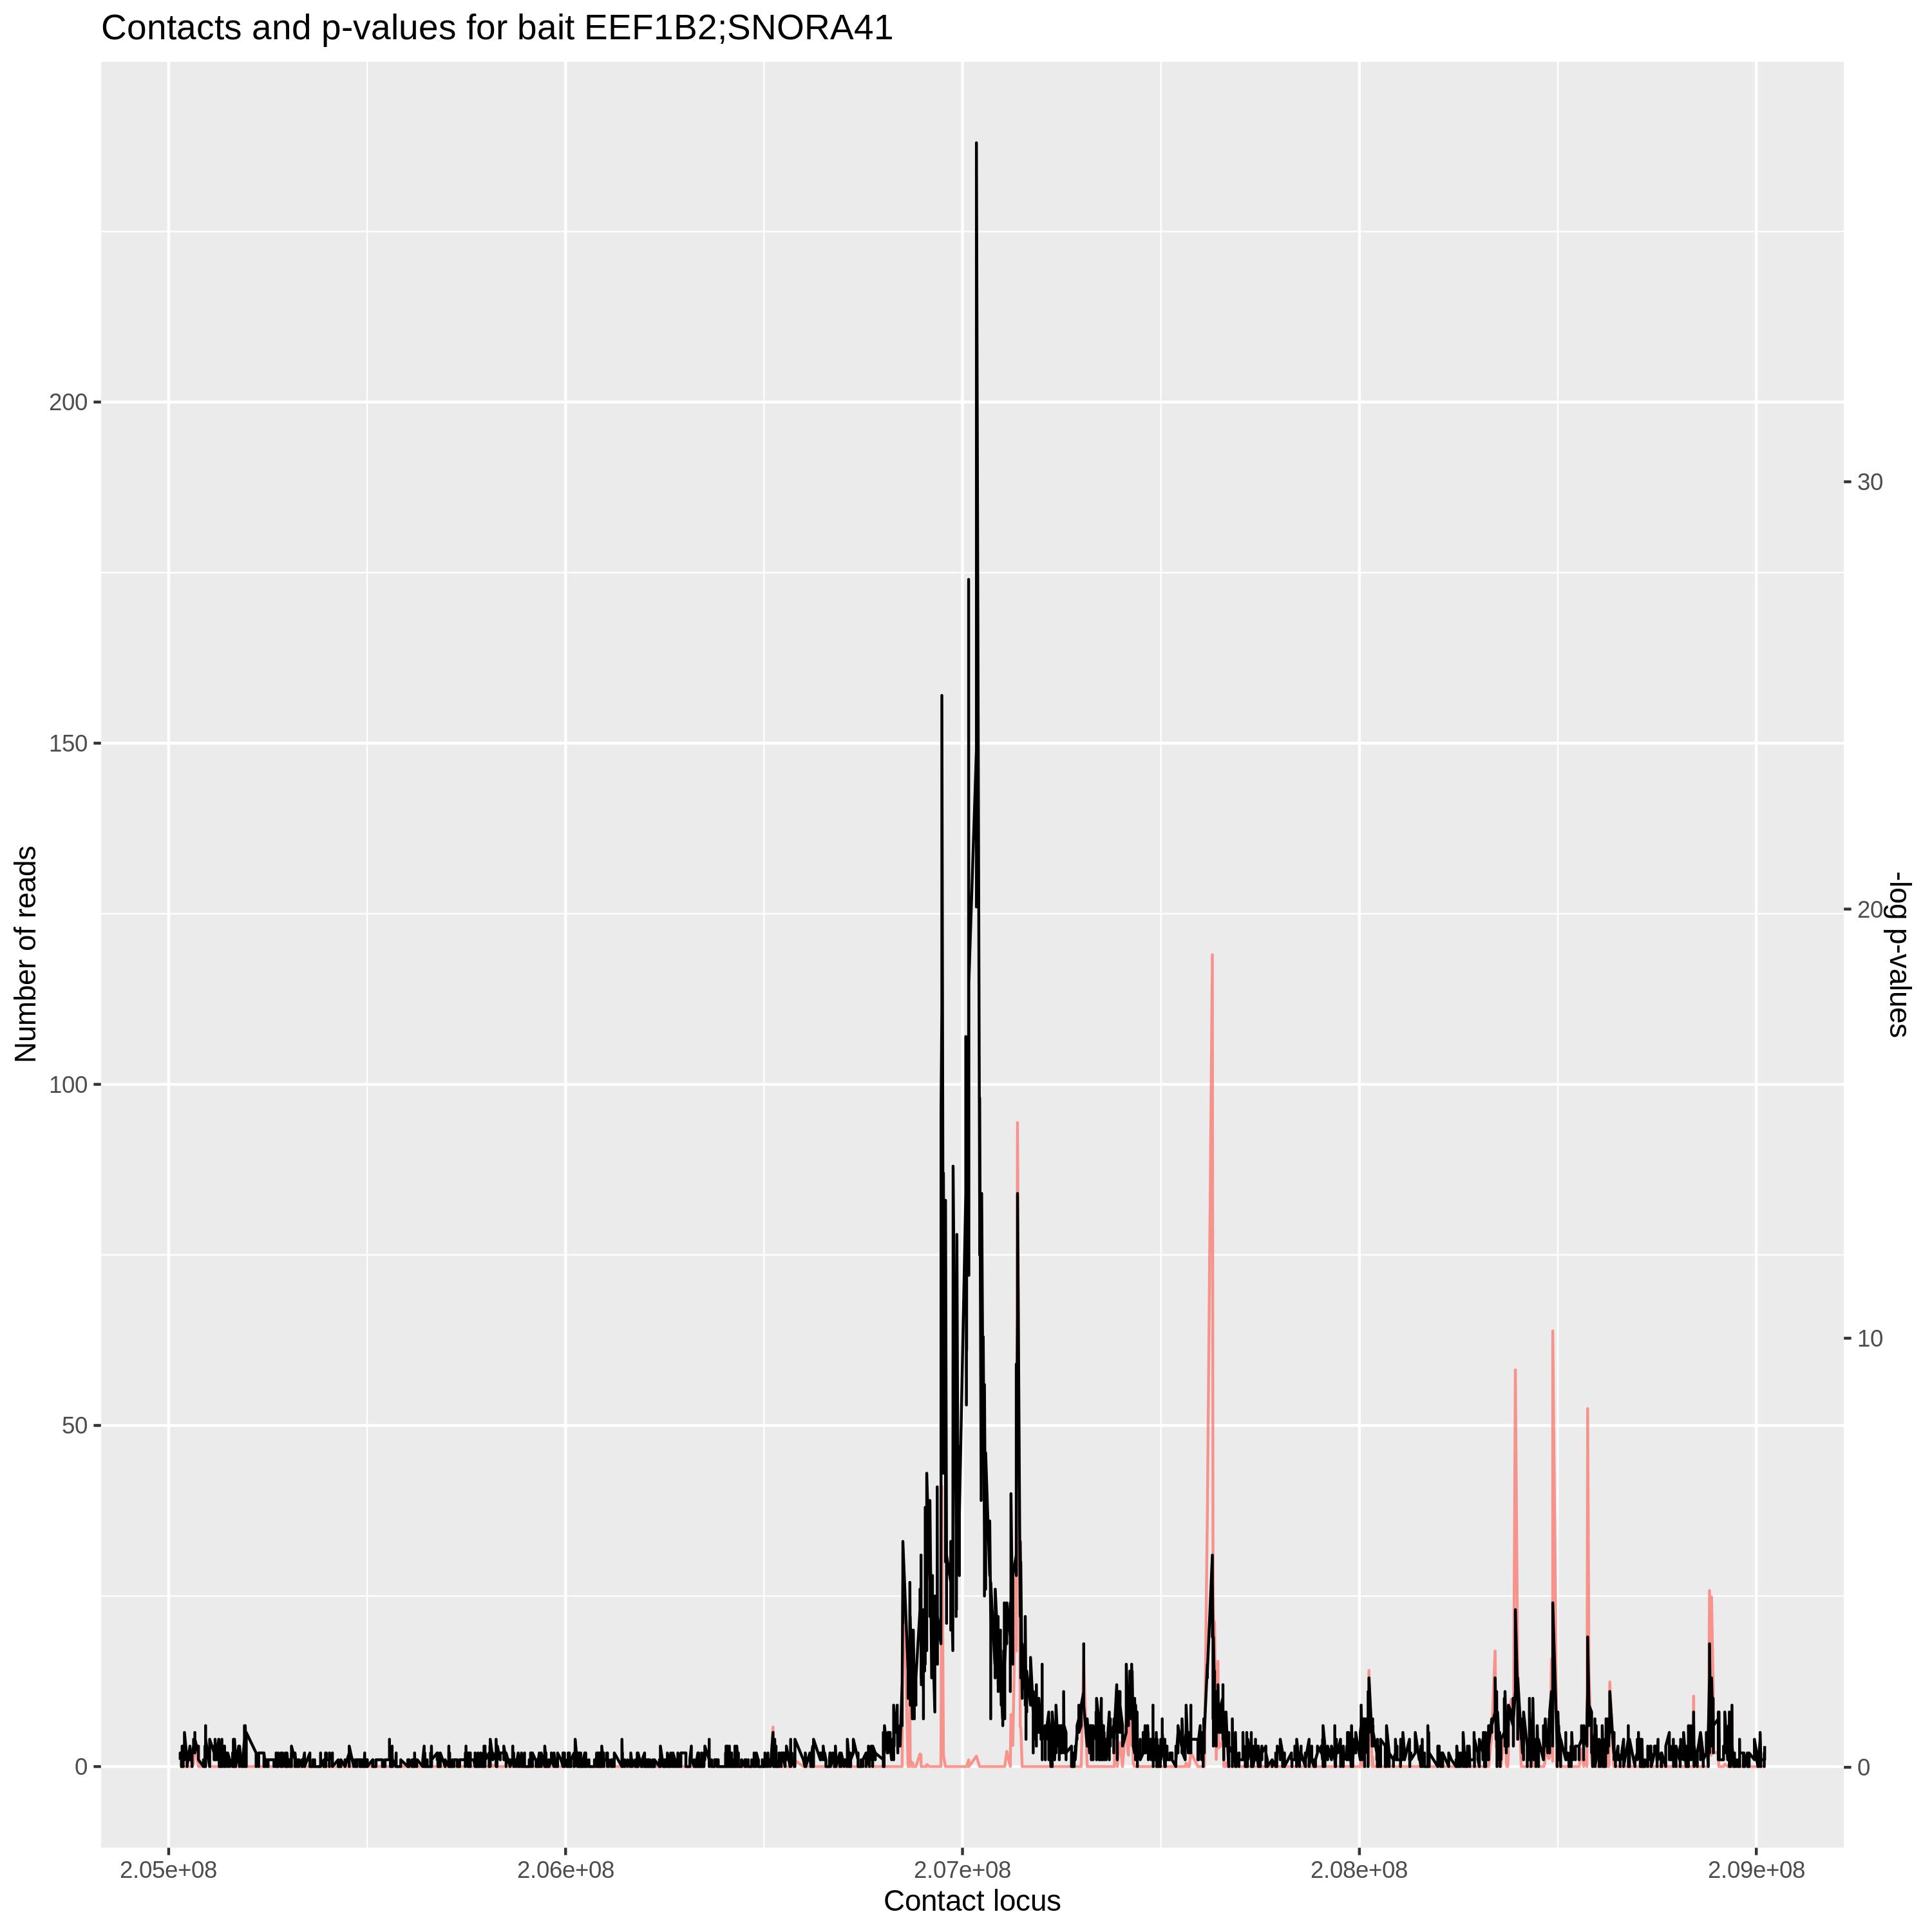 Contacts and p-values for bait EEF1B2;SNORA41
Number of reads
200
150
100
50
0
30
20
10
0
-log p-values
2.05e+08
2.06e+08
2.07e+08
2.08e+08
2.09e+08
Contact locus